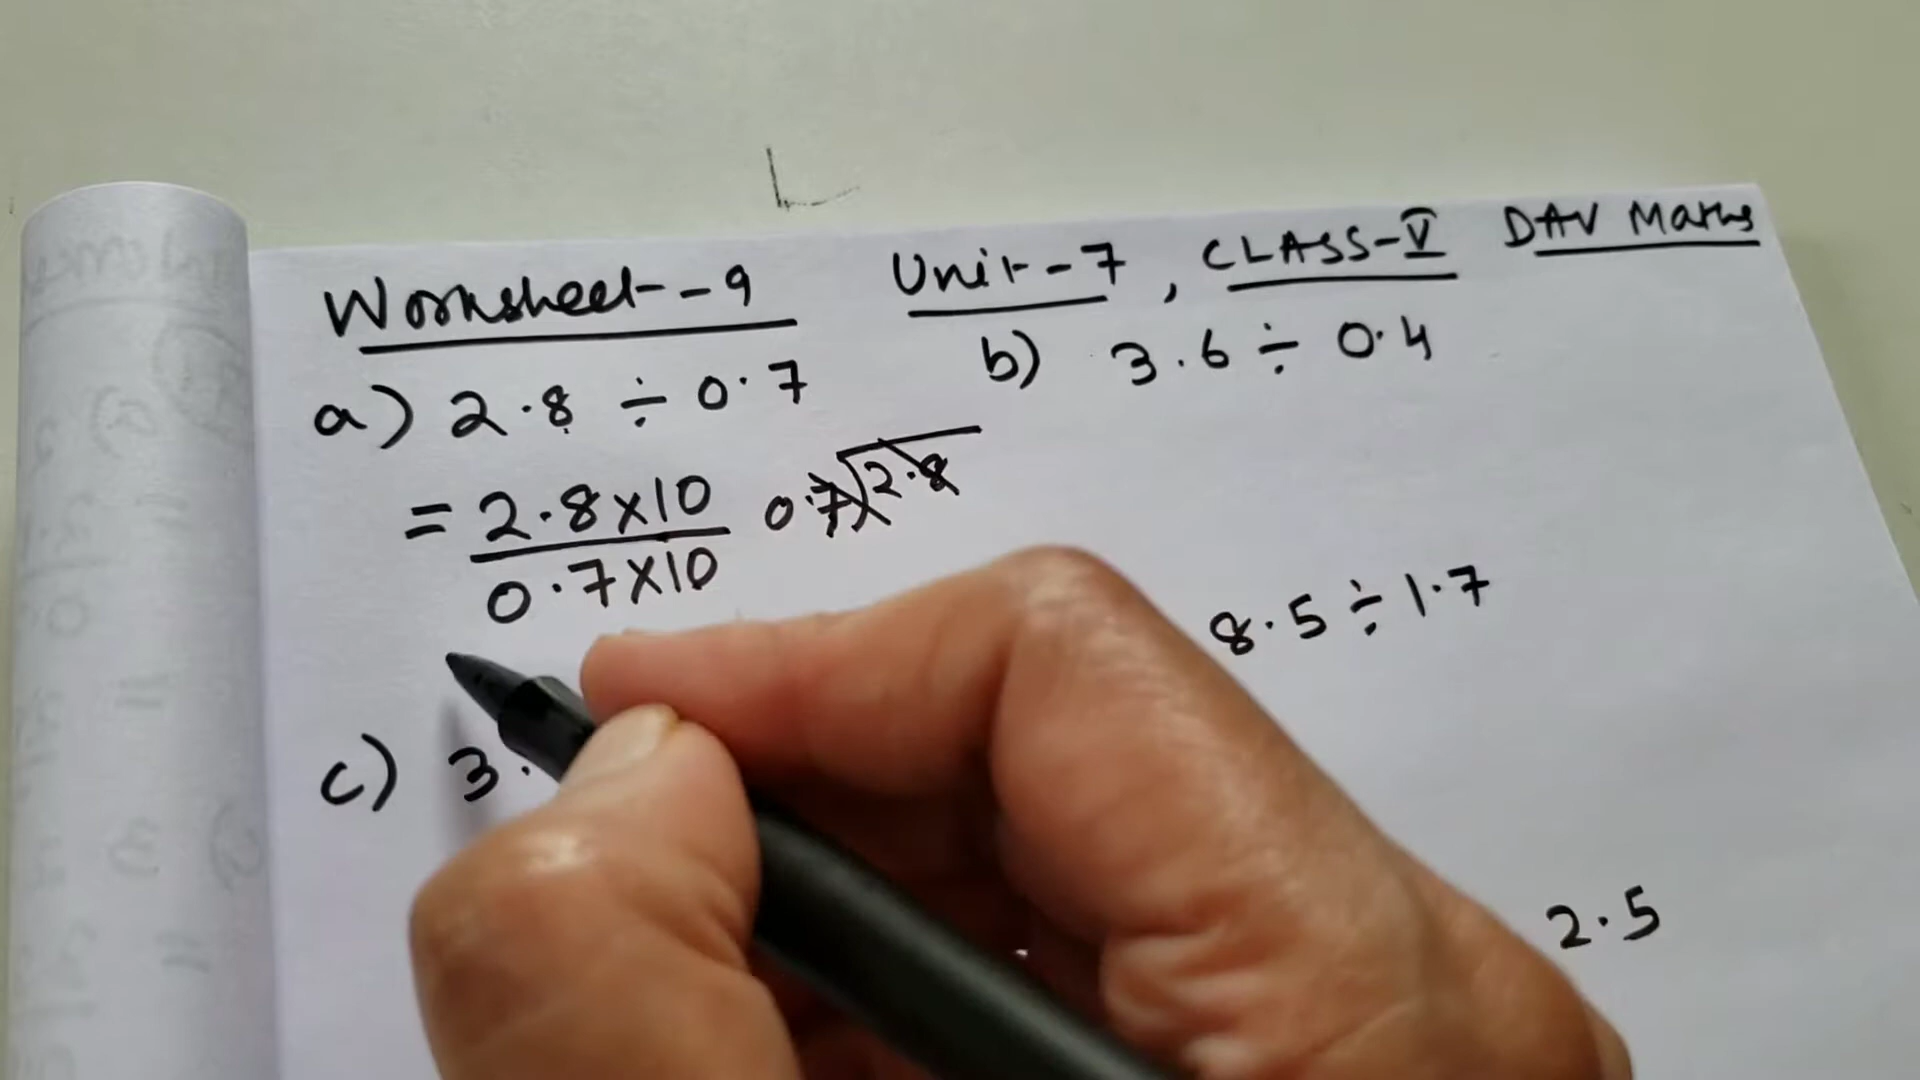 Worksheet-9 Unit-7, CLASS-V DAV Maths
a) 2.8 ÷ 0.7
b) 3.6 ÷ 0.4
= 2.8×10
0.7×10
0.7 2.8
8.5 ÷ 1.7
c) 3.
2.5